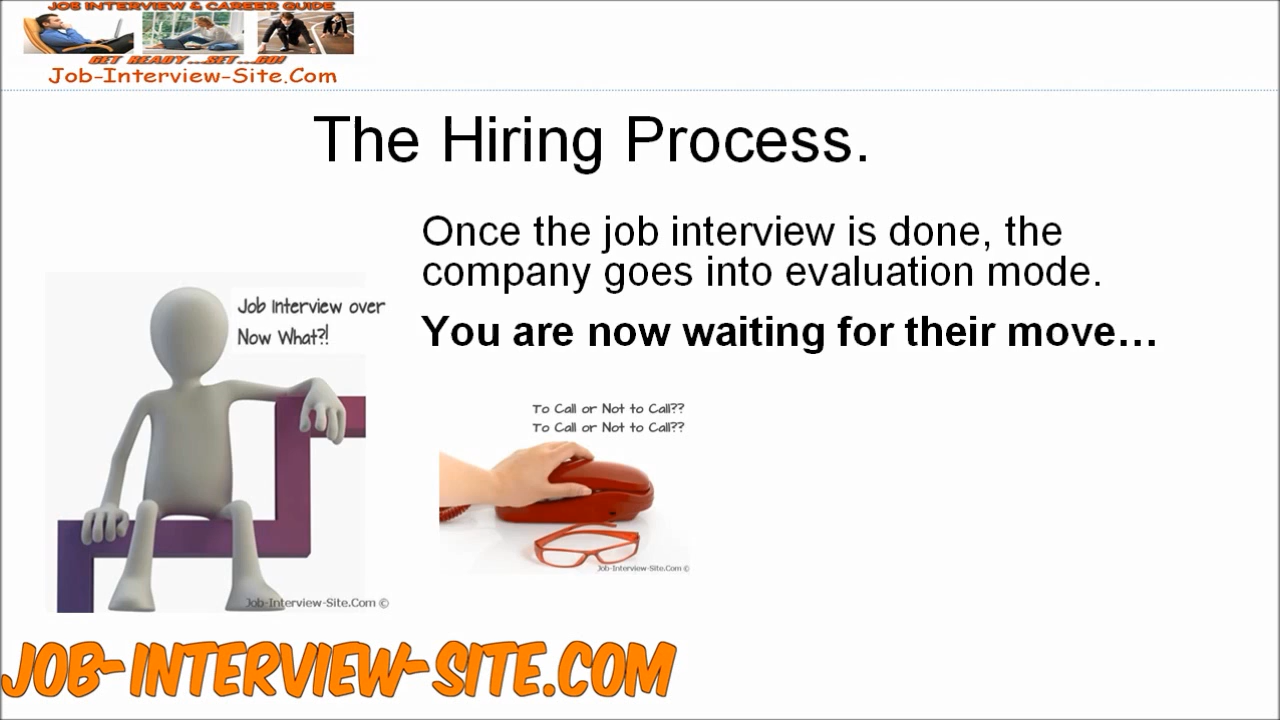 JOB INTERVIEW & CAREER GUIDE
GET READY...SET...GO!
Job-Interview-Site.Com
The Hiring Process.
Once the job interview is done, the
company goes into evaluation mode.
You are now waiting for their move...
Job Interview over
Now What?!
To Call or Not to Call??
To Call or Not to Call??
Job-Interview-Site.Com ©
Job-Interview-Site.Com ©
JOB-INTERVIEW-SITE.COM